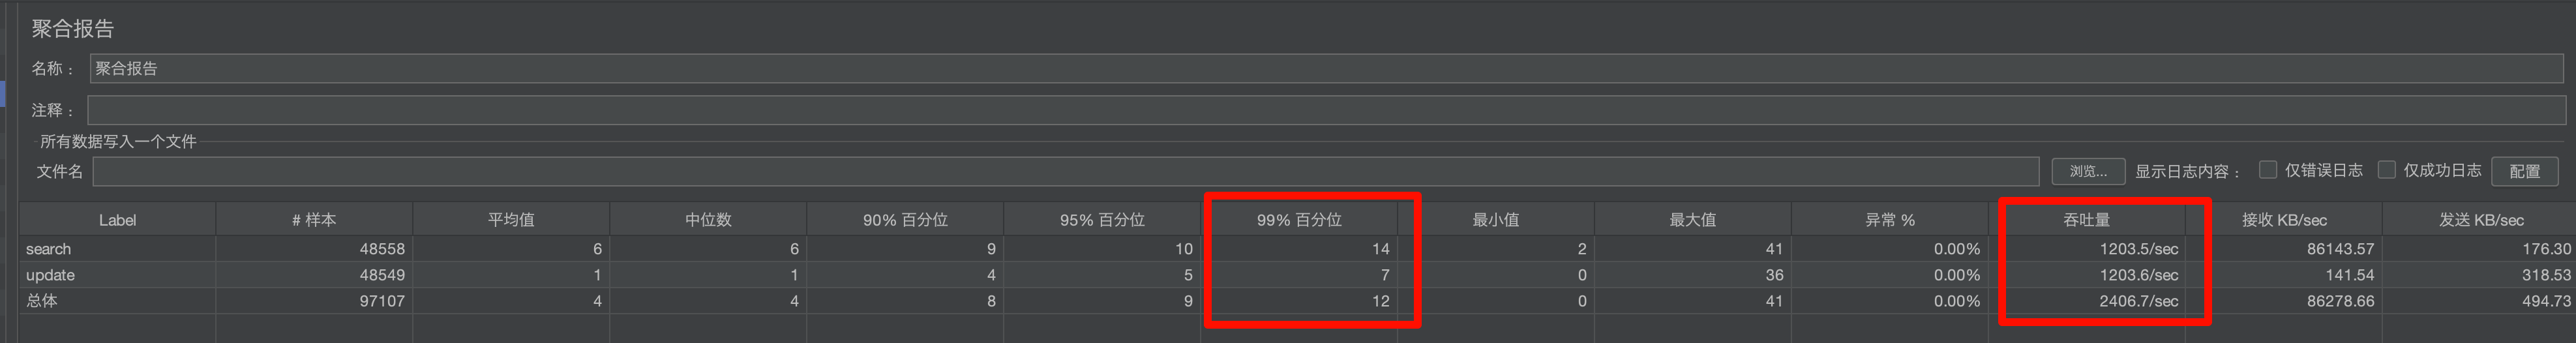 聚合报告
名称： 聚合报告
注释：
所有数据写入一个文件
文件名 浏览... 显示日志内容： 仅错误日志 仅成功日志 配置
Label # 样本 平均值 中位数 90% 百分位 95% 百分位 99% 百分位 最小值 最大值 异常 % 吞吐量 接收 KB/sec 发送 KB/sec
search 48558 6 6 9 10 14 2 41 0.00% 1203.5/sec 86143.57 176.30
update 48549 1 1 4 5 7 0 36 0.00% 1203.6/sec 141.54 318.53
总体 97107 4 4 8 9 12 0 41 0.00% 2406.7/sec 86278.66 494.73